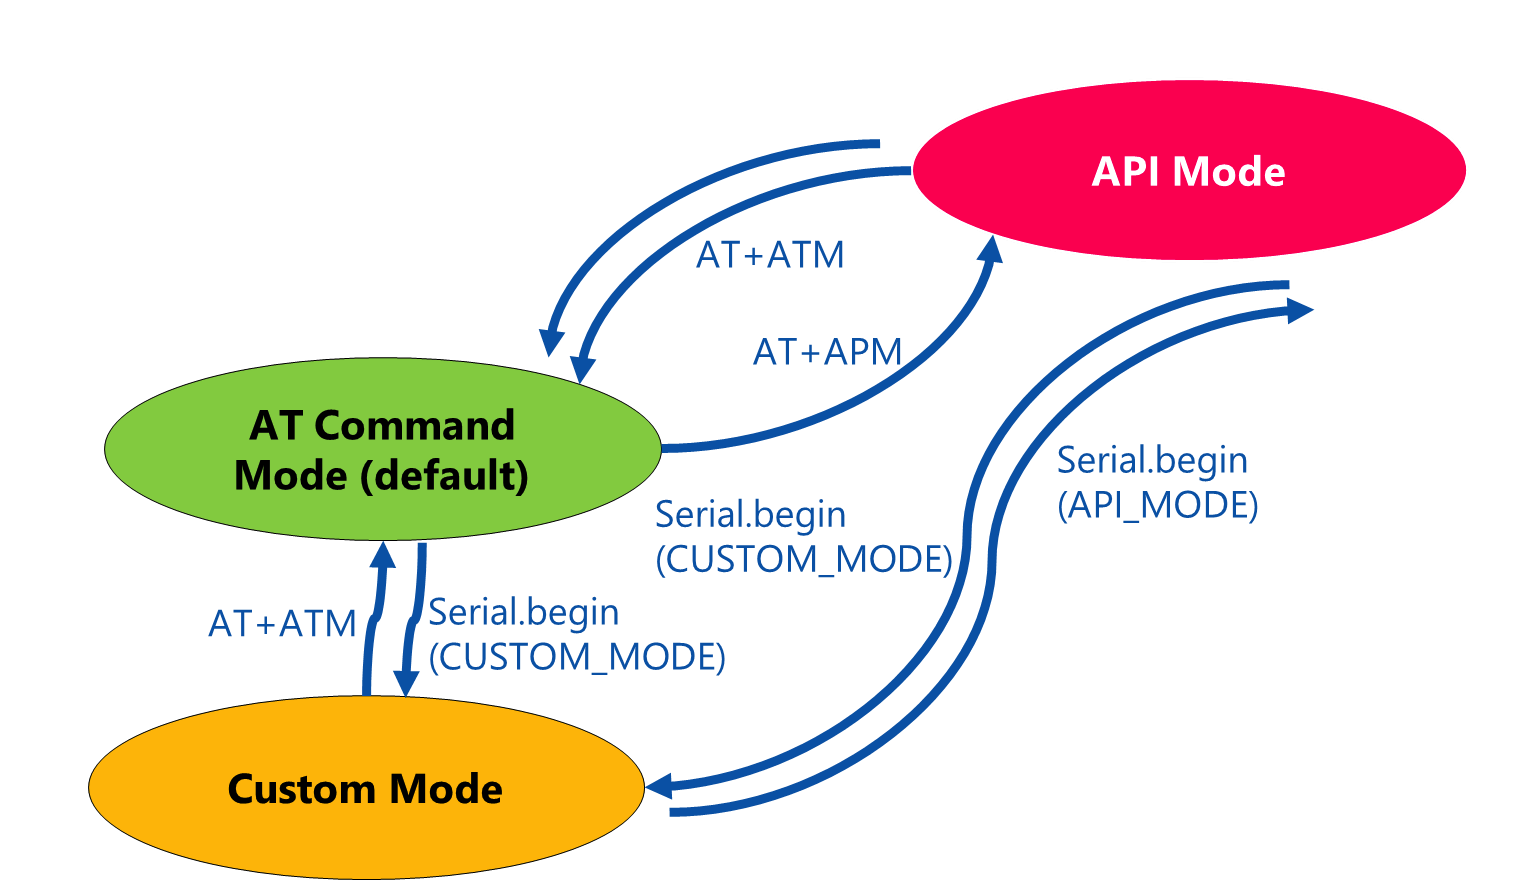 API Mode
AT+ATM
AT+APM
AT Command
Mode (default)
Serial.begin
(API_MODE)
Serial.begin
(CUSTOM_MODE)
AT+ATM
Serial.begin
(CUSTOM_MODE)
Custom Mode